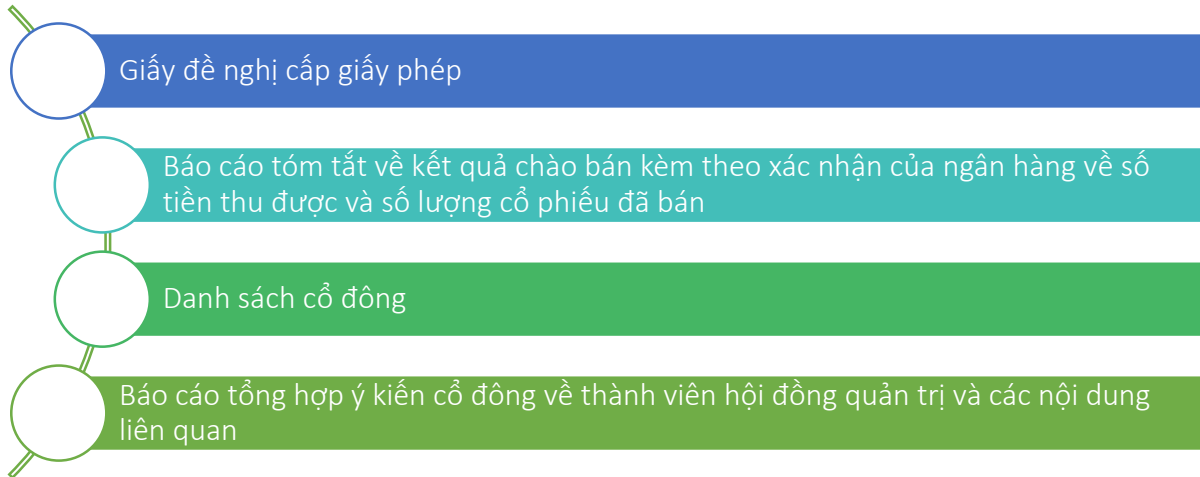 Giấy đề nghị cấp giấy phép
Báo cáo tóm tắt về kết quả chào bán kèm theo xác nhận của ngân hàng về số
tiền thu được và số lượng cổ phiếu đã bán
Danh sách cổ đông
Báo cáo tổng hợp ý kiến cổ đông về thành viên hội đồng quản trị và các nội dung
liên quan